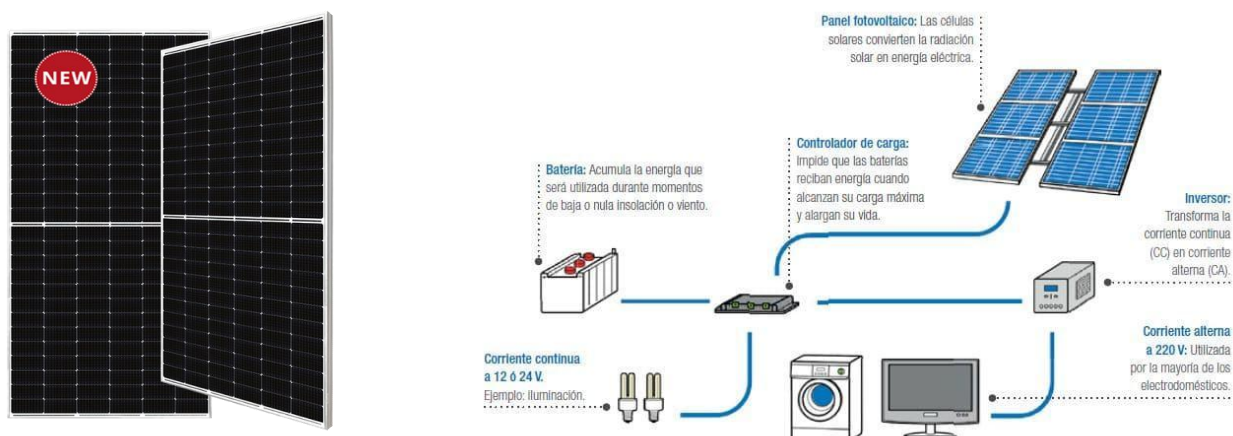 NEW
Panel fotovoltaico: Las células
solares convierten la radiación
solar en energía eléctrica.
Controlador de carga:
Impide que las baterías
reciban energía cuando
alcanzan su carga máxima
y alargan su vida.
Batería: Acumula la energía que
será utilizada durante momentos
de baja o nula insolación o viento.
Inversor:
Transforma la
corriente continua
(CC) en corriente
alterna (CA).
Corriente continua
a 12 ó 24 V.
Ejemplo: iluminación.
Corriente alterna
a 220 V: Utilizada
por la mayoría de los
electrodomésticos.